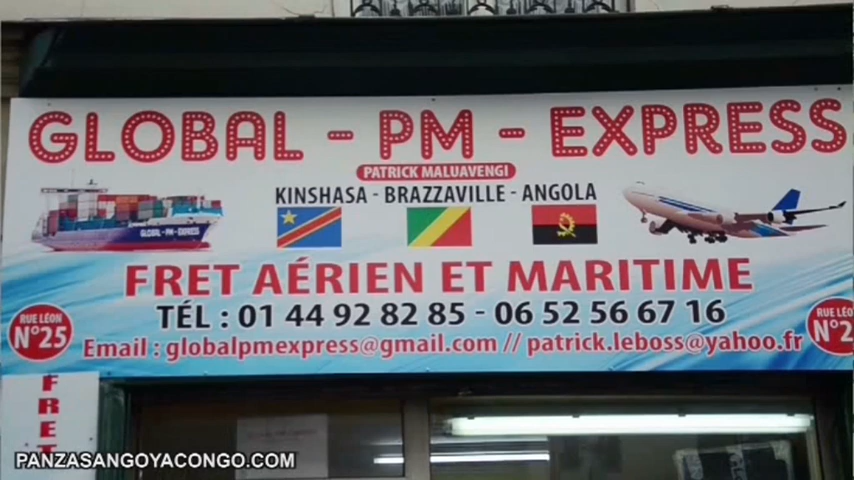 GLOBAL - PM - EXPRESS
PATRICK MALUAVENGI
KINSHASA - BRAZZAVILLE - ANGOLA
GLOBAL - PM - EXPRESS
FRET AÉRIEN ET MARITIME
TÉL : 01 44 92 82 85 - 06 52 56 67 16
Email : globalpmexpress@gmail.com // patrick.leboss@yahoo.fr
RUE LÉON
N°25
RUE LÉON
N°2
FRET
PANZASANGOYACONGO.COM